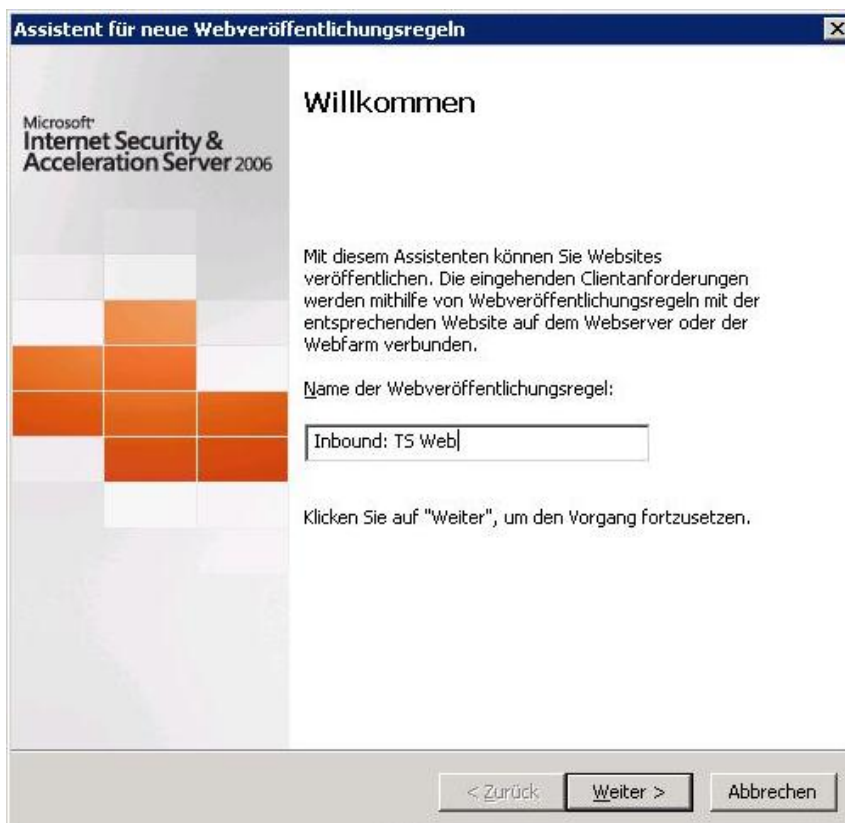 Assistent für neue Webveröffentlichungsregeln
Microsoft
Internet Security &
Acceleration Server 2006
Willkommen
Mit diesem Assistenten können Sie Websites
veröffentlichen. Die eingehenden Clientanforderungen
werden mithilfe von Webveröffentlichungsregeln mit der
entsprechenden Website auf dem Webserver oder der
Webfarm verbunden.
Name der Webveröffentlichungsregel:
Inbound: TS Web
Klicken Sie auf "Weiter", um den Vorgang fortzusetzen.
< Zurück
Weiter >
Abbrechen